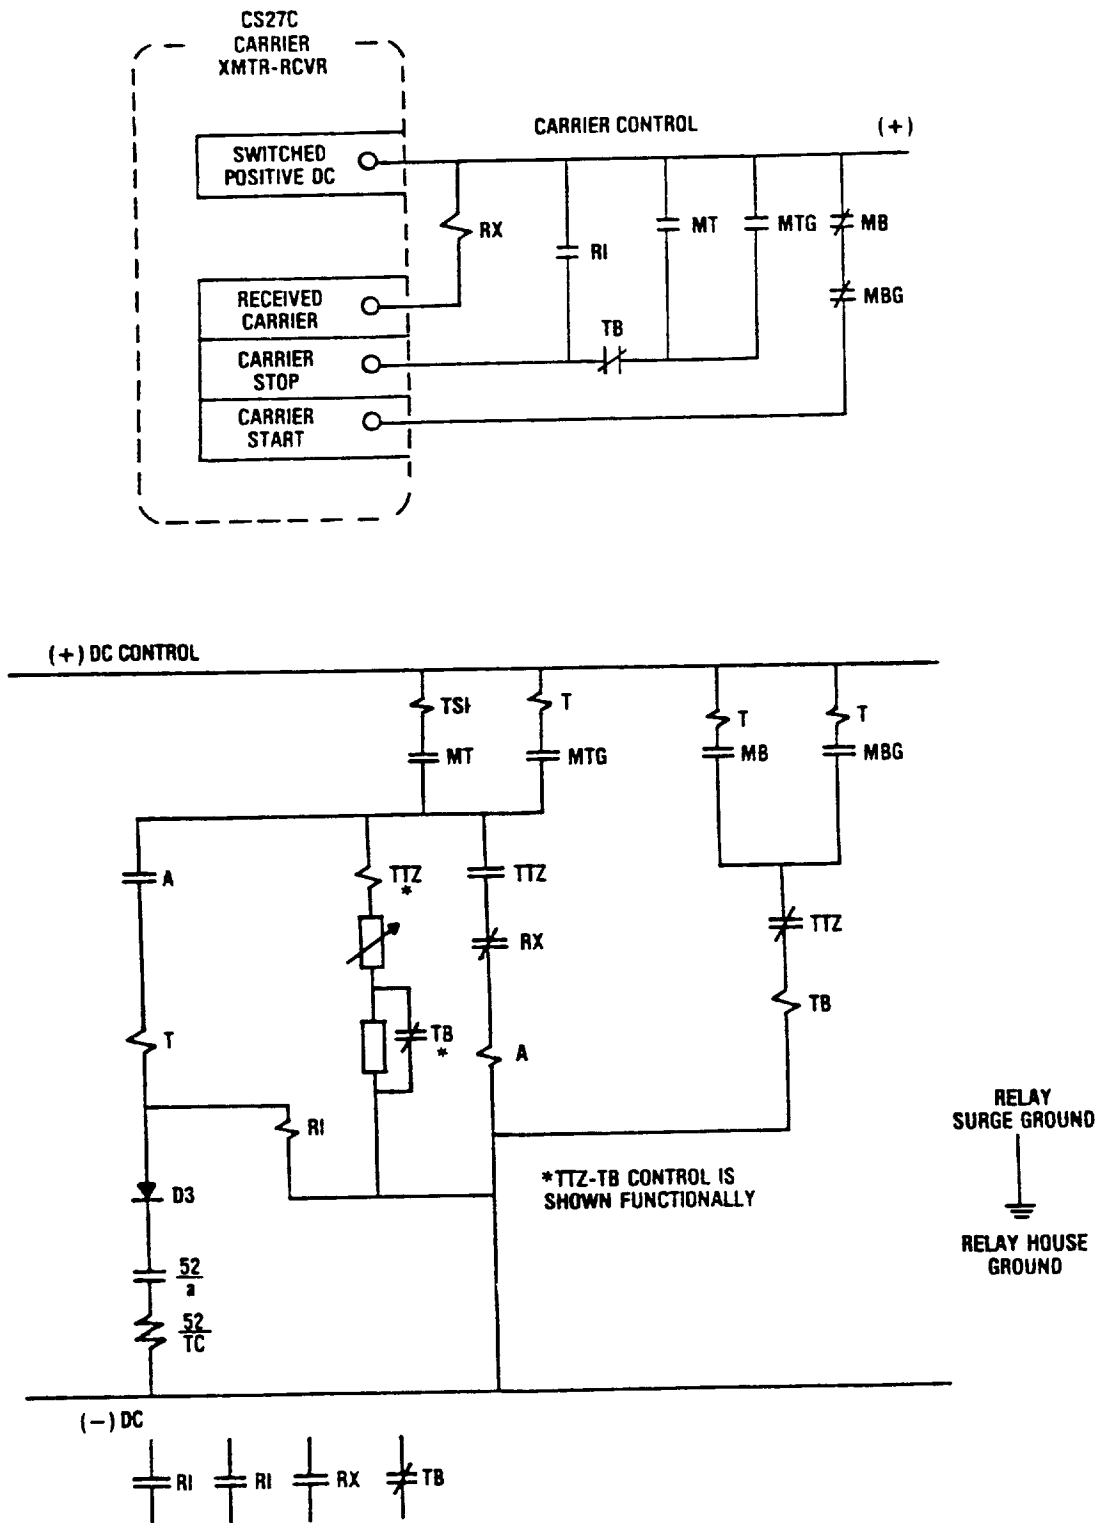 CS27C
CARRIER
XMTR-RCVR
CARRIER CONTROL
(+)
SWITCHED
POSITIVE DC
RX
RI
MT
MTG
MB
MBG
RECEIVED
CARRIER
TB
CARRIER
STOP
CARRIER
START
(+) DC CONTROL
TSI
T
T
T
MT
MTG
MB
MBG
A
TTZ
*
TTZ
TTZ
RX
TB
T
TB
*
A
RI
RELAY
SURGE GROUND
*TTZ-TB CONTROL IS
SHOWN FUNCTIONALLY
D3
RELAY HOUSE
GROUND
52
a
52
TC
(−) DC
RI
RI
RX
TB